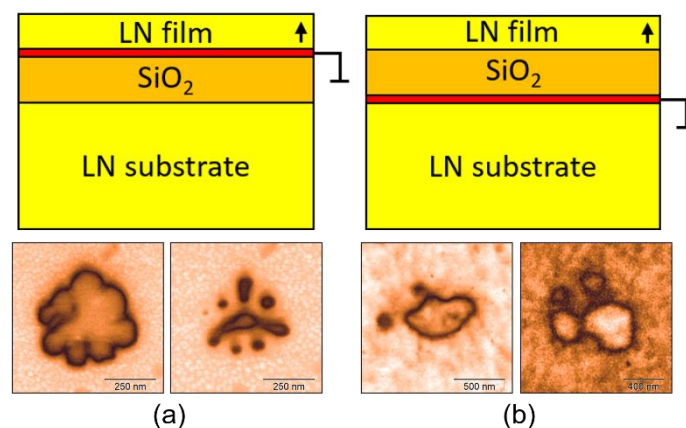 LN film
SiO₂
LN substrate
LN film
SiO₂
LN substrate
250 nm
250 nm
500 nm
400 nm
(a)
(b)